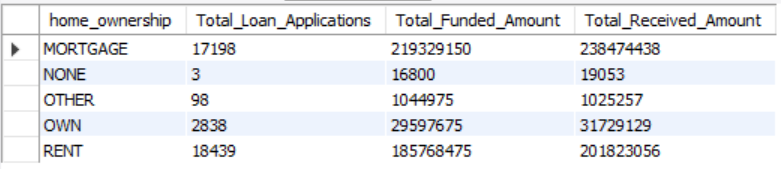 home_ownership Total_Loan_Applications Total_Funded_Amount Total_Received_Amount
MORTGAGE 17198 219329150 238474438
NONE 3 16800 19053
OTHER 98 1044975 1025257
OWN 2838 29597675 31729129
RENT 18439 185768475 201823056